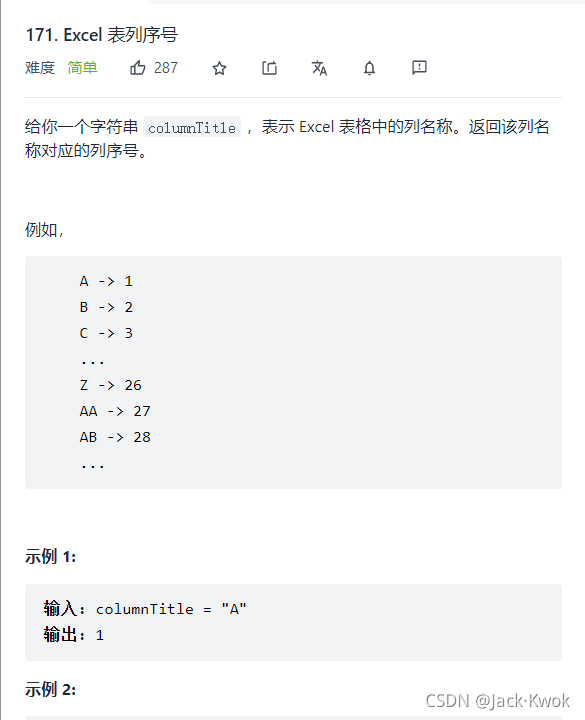 171. Excel 表列序号
难度 简单 287
给你一个字符串 columnTitle ，表示 Excel 表格中的列名称。返回该列名
称对应的列序号。
例如，
A -> 1
B -> 2
C -> 3
...
Z -> 26
AA -> 27
AB -> 28
...
示例 1:
输入: columnTitle = "A"
输出: 1
示例 2:
CSDN @Jack·Kwok